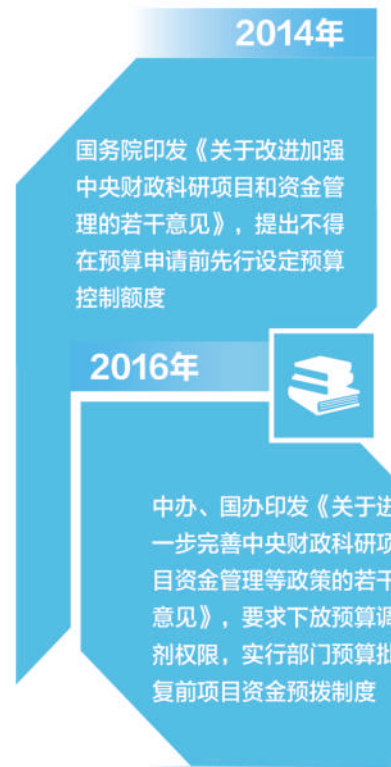 2014年
国务院印发《关于改进加强
中央财政科研项目和资金管
理的若干意见》，提出不得
在预算申请前先行设定预算
控制额度
2016年
中办、国办印发《关于进
一步完善中央财政科研项
目资金管理等政策的若干
意见》，要求下放预算调
剂权限，实行部门预算批
复前项目资金预拨制度